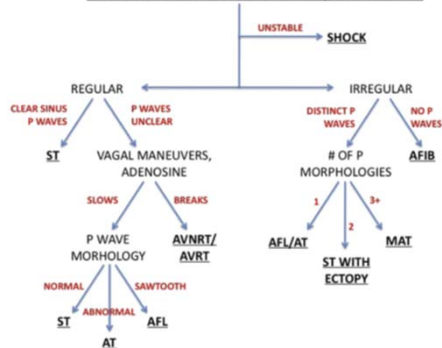 UNSTABLE
SHOCK
REGULAR
IRREGULAR
CLEAR SINUS
P WAVES
P WAVES
UNCLEAR
DISTINCT P
WAVES
NO P
WAVES
ST
VAGAL MANEUVERS,
ADENOSINE
# OF P
MORPHOLOGIES
AFIB
SLOWS
BREAKS
1
2
3+
P WAVE
MORHOLOGY
AVNRT/
AVRT
AFL/AT
ST WITH
ECTOPY
MAT
NORMAL
ABNORMAL
SAWTOOTH
ST
AT
AFL